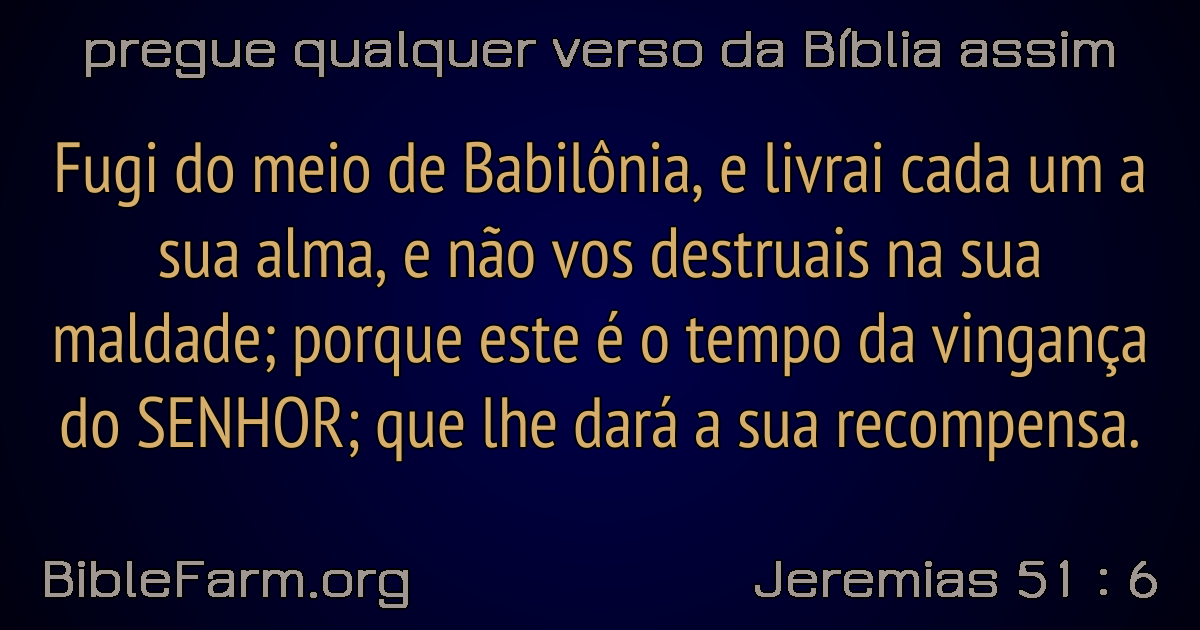 pregue qualquer verso da Bíblia assim
Fugi do meio de Babilônia, e livrai cada um a
sua alma, e não vos destruais na sua
maldade; porque este é o tempo da vingança
do SENHOR; que lhe dará a sua recompensa.
BibleFarm.org
Jeremias 51 : 6